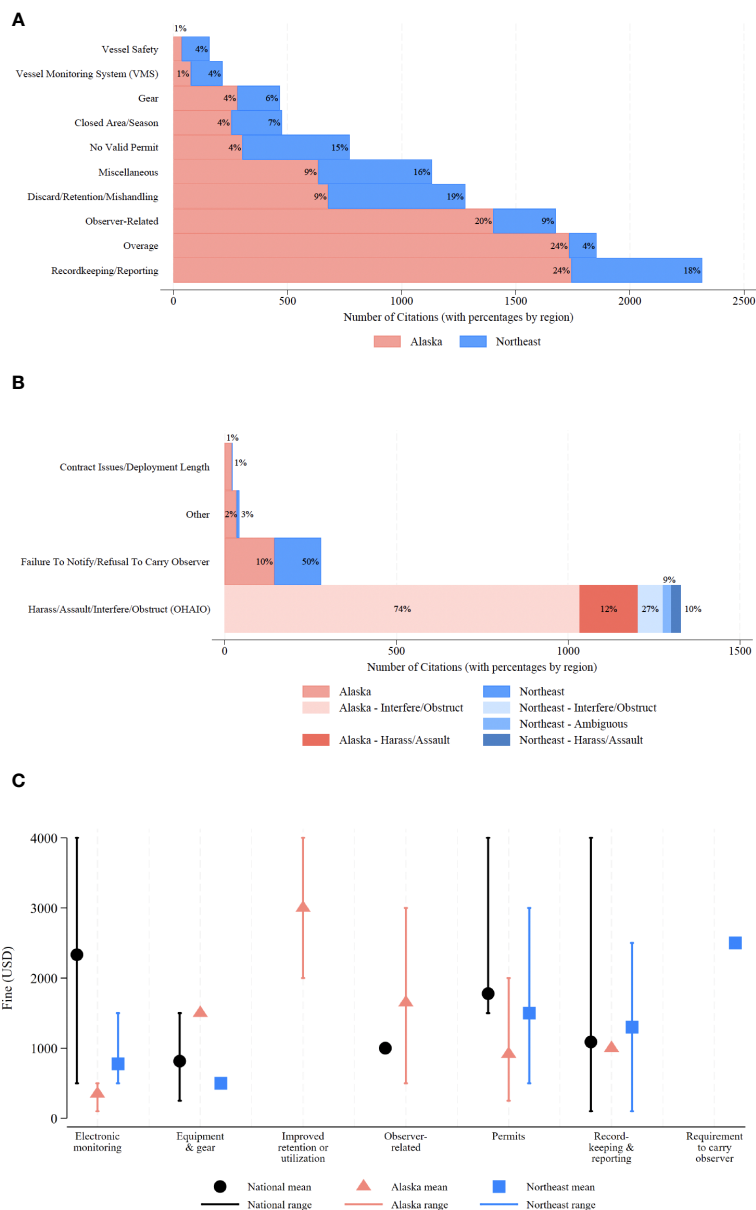 A
1%
Vessel Safety
4%
Vessel Monitoring System (VMS)
1%
4%
Gear
4%
6%
Closed Area/Season
4%
7%
No Valid Permit
4%
15%
Miscellaneous
9%
16%
Discard/Retention/Mishandling
9%
19%
Observer-Related
20%
9%
Overage
24%
4%
Recordkeeping/Reporting
24%
18%
0
500
1000
1500
2000
2500
Number of Citations (with percentages by region)
Alaska
Northeast
B
1%
Contract Issues/Deployment Length
1%
Other
2%
3%
Failure To Notify/Refusal To Carry Observer
10%
50%
9%
Harass/Assault/Interfere/Obstruct (OHAIO)
74%
12%
27%
10%
0
500
1000
1500
Number of Citations (with percentages by region)
Alaska
Northeast
Alaska - Interfere/Obstruct
Northeast - Interfere/Obstruct
Northeast - Ambiguous
Alaska - Harass/Assault
Northeast - Harass/Assault
C
4000
3000
2000
1000
0
Fine (USD)
Electronic
monitoring
Equipment
& gear
Improved
retention or
utilization
Observer-
related
Permits
Record-
keeping &
reporting
Requirement
to carry
observer
National mean
Alaska mean
Northeast mean
National range
Alaska range
Northeast range